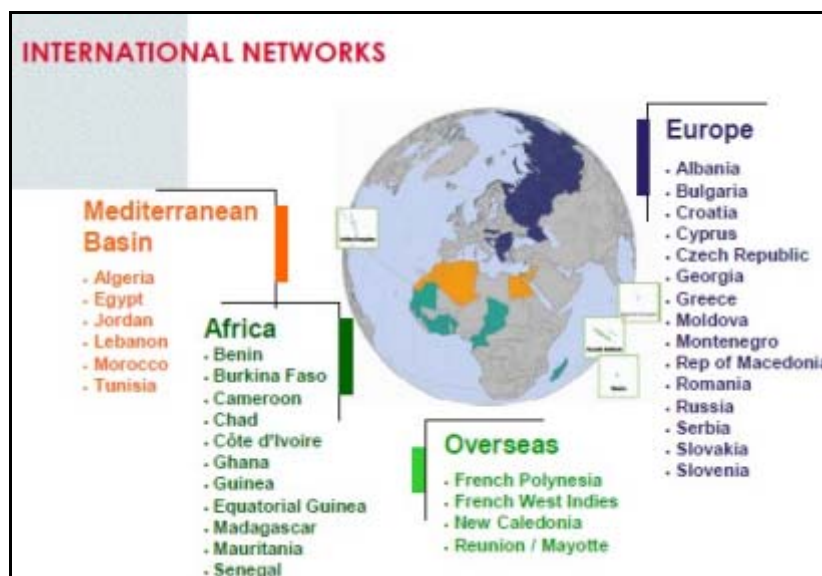 INTERNATIONAL NETWORKS
Mediterranean
Basin
• Algeria
• Egypt
• Jordan
• Lebanon
• Morocco
• Tunisia
Africa
• Benin
• Burkina Faso
• Cameroon
• Chad
• Côte d'Ivoire
• Ghana
• Guinea
• Equatorial Guinea
• Madagascar
• Mauritania
• Senegal
Overseas
• French Polynesia
• French West Indies
• New Caledonia
• Reunion / Mayotte
Europe
• Albania
• Bulgaria
• Croatia
• Cyprus
• Czech Republic
• Georgia
• Greece
• Moldova
• Montenegro
• Rep of Macedonia
• Romania
• Russia
• Serbia
• Slovakia
• Slovenia